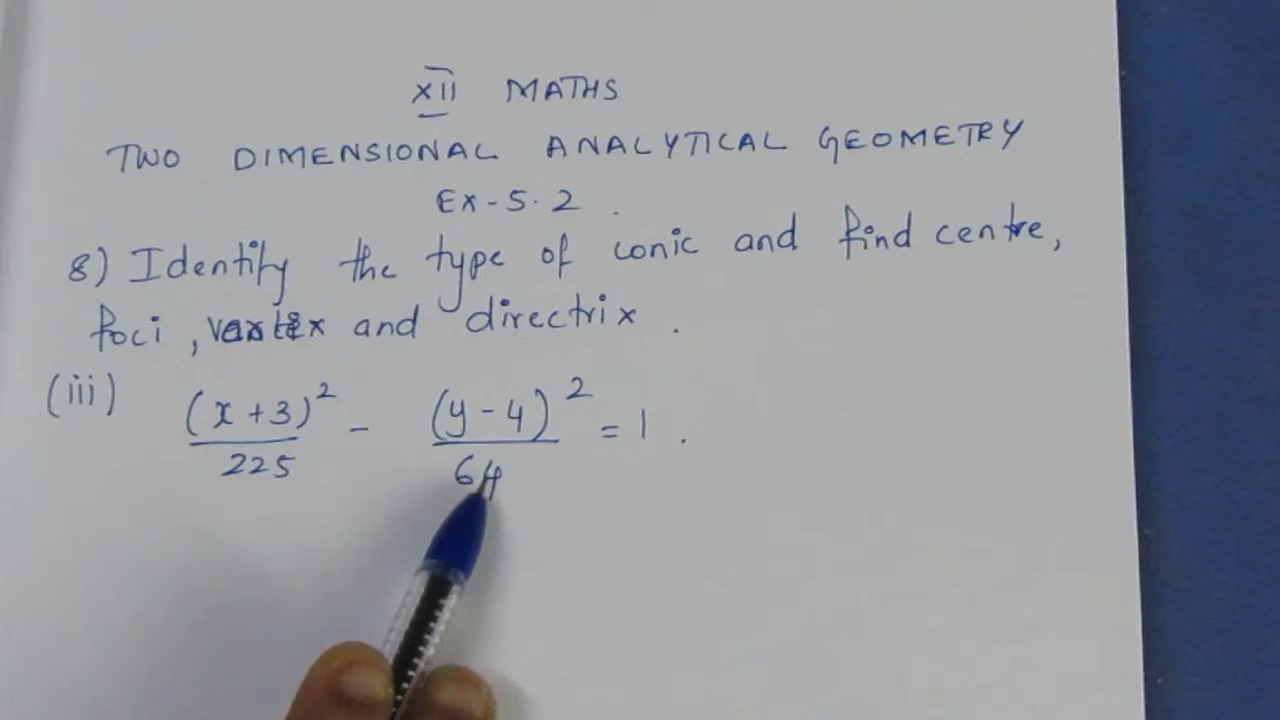 XII MATHS
TWO DIMENSIONAL ANALYTICAL GEOMETRY
Ex-5.2.
8) Identify the type of conic and find centre,
foci, vertex and directrix.
(iii) (x+3)²/225 - (y-4)²/64 = 1.